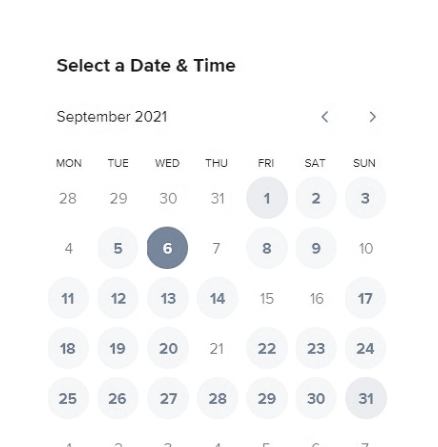 Select a Date & Time
September 2021
MON TUE WED THU FRI SAT SUN
28 29 30 31 1 2 3
4 5 6 7 8 9 10
11 12 13 14 15 16 17
18 19 20 21 22 23 24
25 26 27 28 29 30 31